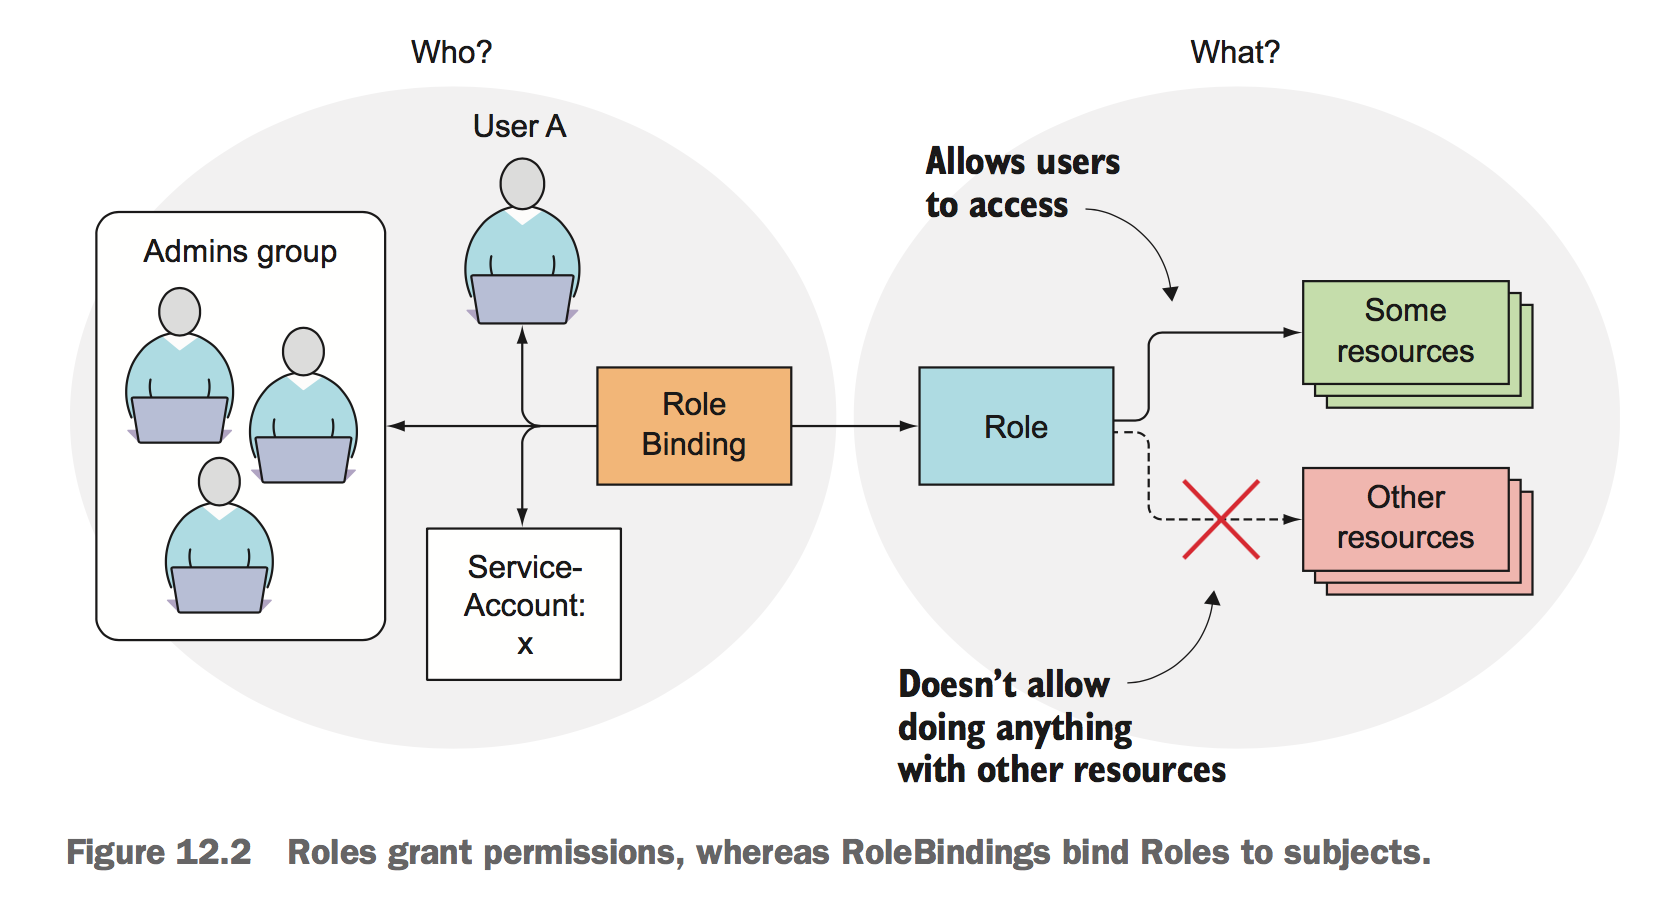 Who?
What?
User A
Allows users
to access
Admins group
Some
resources
Role
Binding
Role
Other
resources
Service-
Account:
x
Doesn’t allow
doing anything
with other resources
Figure 12.2 Roles grant permissions, whereas RoleBindings bind Roles to subjects.